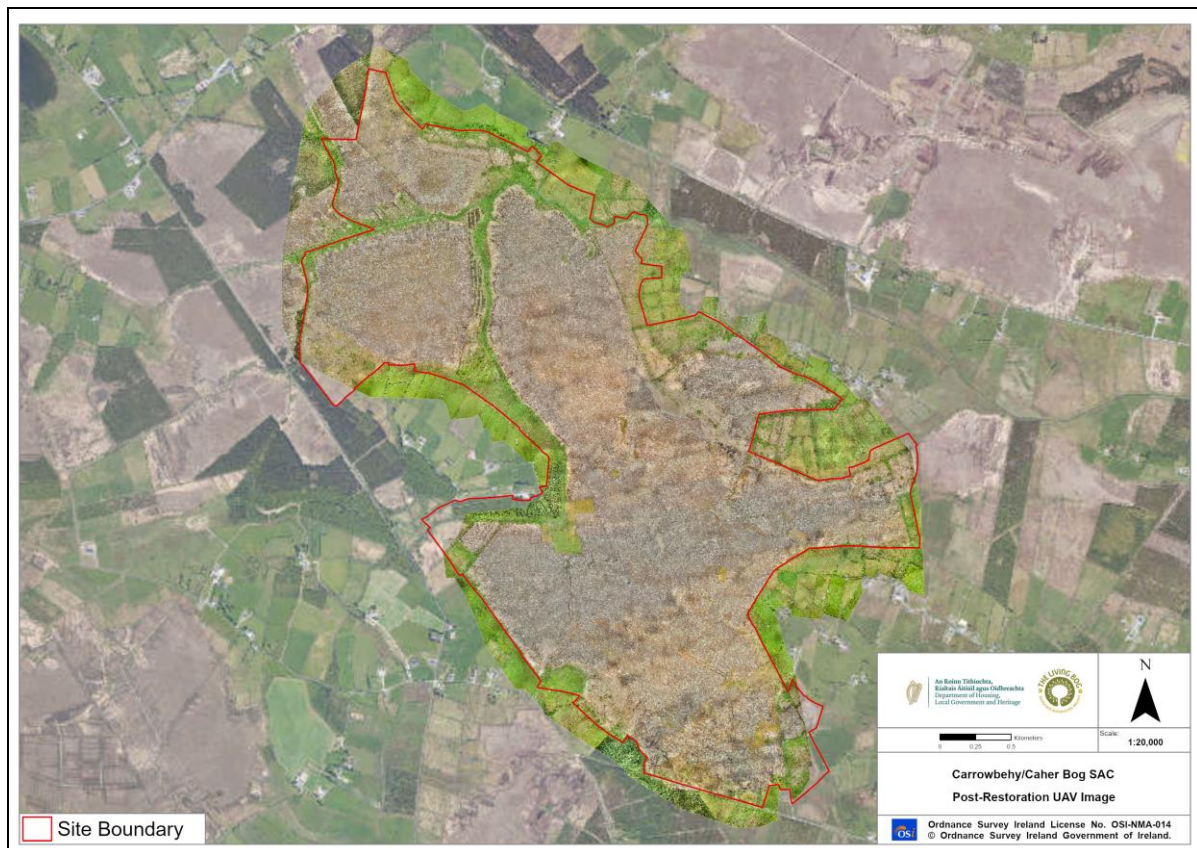 Site Boundary
An Roinn Tithíochta,
Rialtais Áitiúil agus Oidhreachta
Department of Housing,
Local Government and Heritage
THE LIVING BOG
N
0 0.25 0.5 Kilometers
Scale:
1:20,000
Carrowbehy/Caher Bog SAC
Post-Restoration UAV Image
OSi
Ordnance Survey Ireland License No. OSI-NMA-014
© Ordnance Survey Ireland Government of Ireland.